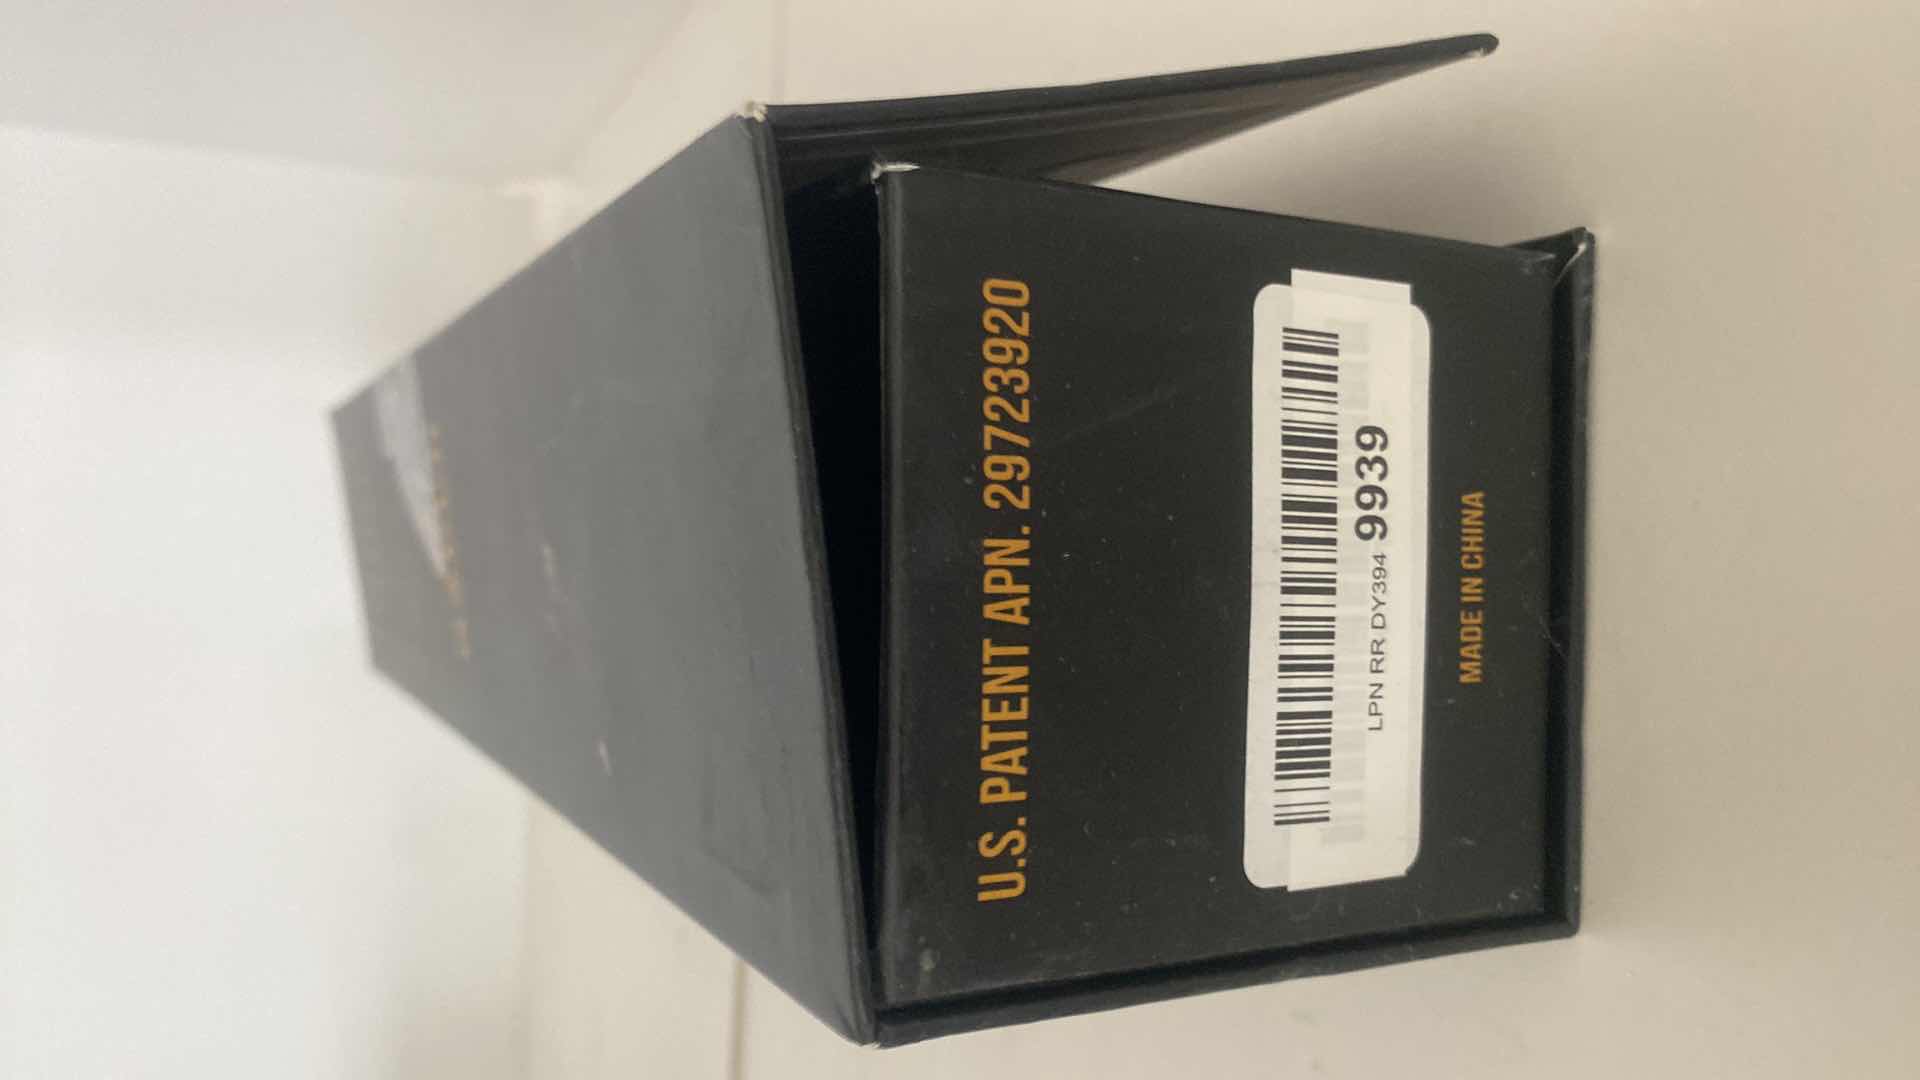 U.S. PATENT APN. 29723920
LPN RR DY394 9939
MADE IN CHINA